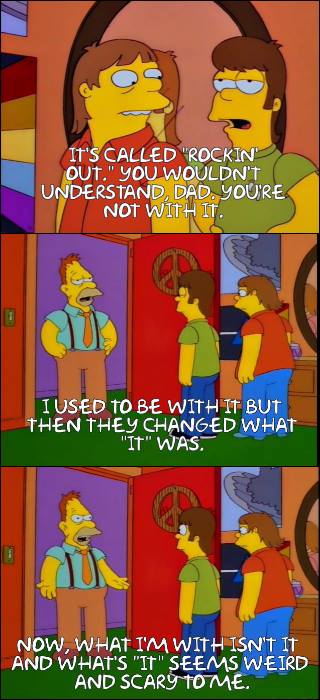 IT'S CALLED "ROCKIN'
OUT." YOU WOULDN'T
UNDERSTAND, DAD. YOU'RE
NOT WITH IT.
I USED TO BE WITH IT BUT
THEN THEY CHANGED WHAT
"IT" WAS.
NOW, WHAT I'M WITH ISN'T IT
AND WHAT'S "IT" SEEMS WEIRD
AND SCARY TO ME.